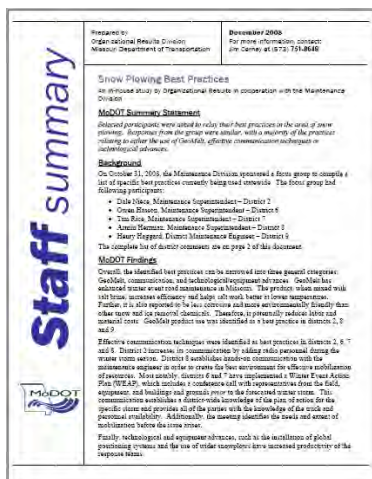 Prepared by
Organizational Results Division
Missouri Department of Transportation
December 2008
For more information, contact:
Jim Carney at (573) 751-8646
Staff summary
MoDOT
Snow Plowing Best Practices
An in-house study by Organizational Results in cooperation with the Maintenance
Division
MoDOT Summary Statement
Selected participants were asked to relay their best practices in the area of snow
plowing. Responses from the group were similar, with a majority of the practices
relating to either the use of GeoMelt, effective communication techniques or
technological advances.
Background
On October 31, 2008, the Maintenance Division sponsored a focus group to compile a
list of specific best practices currently being used statewide. The focus group had
following participants:
• Dale Niece, Maintenance Superintendent – District 2
• Owen Hasson, Maintenance Superintendent – District 6
• Tim Rice, Maintenance Superintendent – District 7
• Armin Herman, Maintenance Superintendent – District 8
• Henry Haggard, District Maintenance Engineer – District 9
The complete list of district comments are on page 2 of this document.
MoDOT Findings
Overall, the identified best practices can be narrowed into three general categories:
GeoMelt, communication, and technological/equipment advances. GeoMelt has
enhanced winter event road maintenance in Missouri. The product, when mixed with
salt brine, increases efficiency and helps salt work better at lower temperatures.
Further, it is also reported to be less corrosive and more environmentally friendly than
other snow and ice removal chemicals. Therefore, it potentially reduces labor and
material costs. GeoMelt product use was identified as a best practice in districts 2, 8
and 9.
Effective communication techniques were identified as best practices in districts 2, 6, 7
and 8. District 2 increases its communication by adding radio personnel during the
winter storm season. District 8 establishes hands-on communication with the
maintenance engineer in order to create the best environment for effective mobilization
of resources. Most notably, districts 6 and 7 have implemented a Winter Event Action
Plan (WEAP), which includes a conference call with representatives from the field,
equipment, and buildings and grounds prior to the forecasted winter storm. This
communication establishes a district-wide knowledge of the plan of action for the
specific storm and provides all of the parties with the knowledge of the truck and
personnel availability. Additionally, the meeting identifies the needs and extent of
mobilization before the issue arises.
Finally, technological and equipment advances, such as the installation of global
positioning systems and the use of wider snowplows have increased productivity of the
response teams.